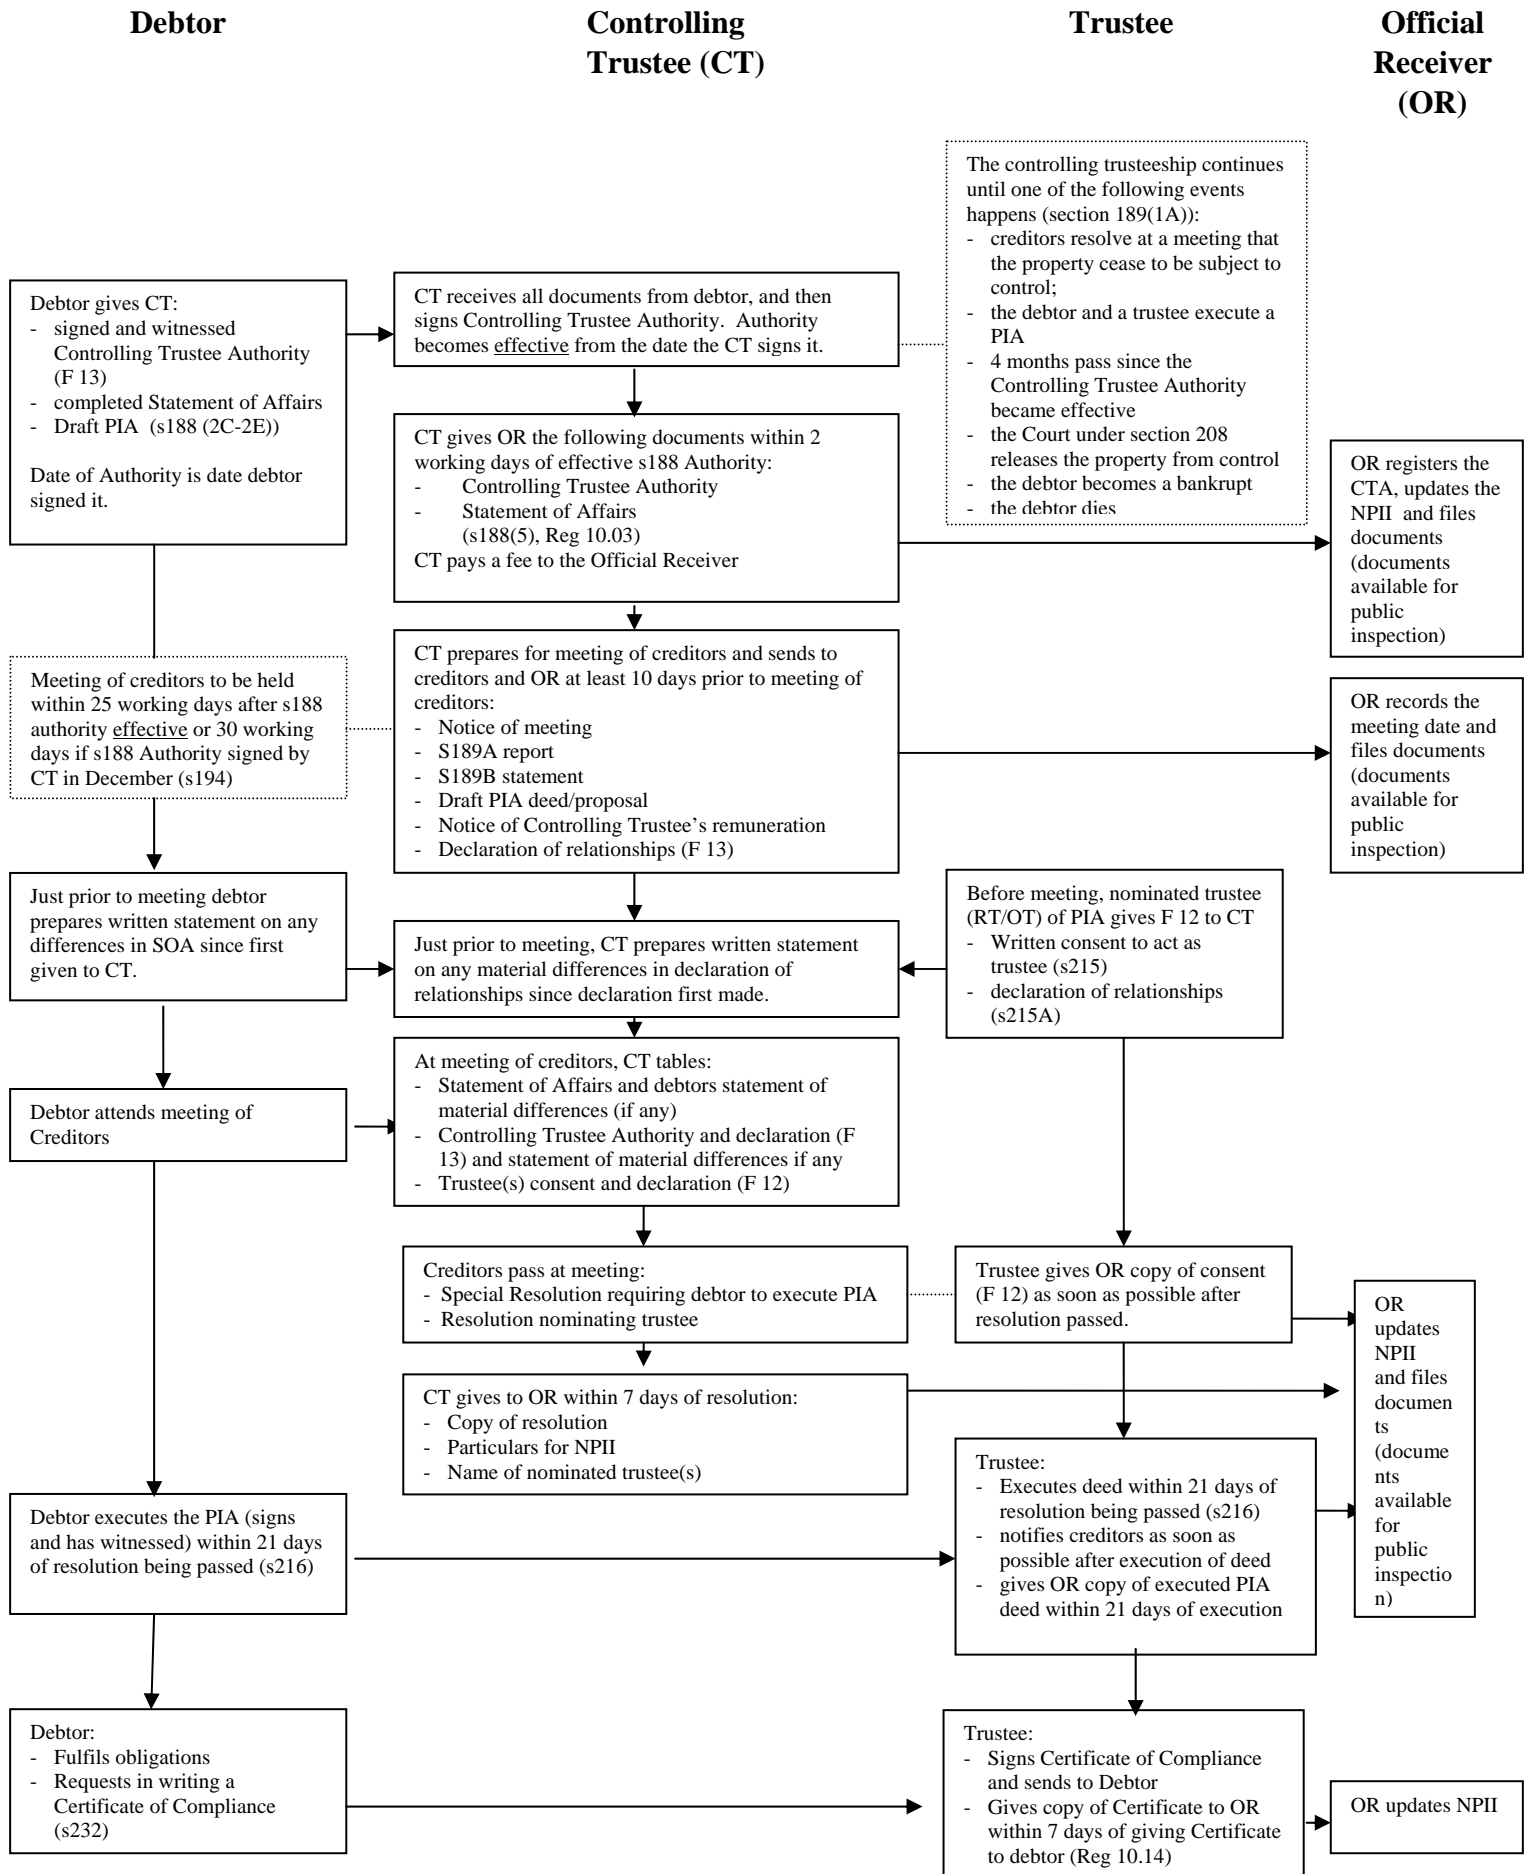 Debtor
Controlling
Trustee (CT)
Trustee
Official
Receiver
(OR)
The controlling trusteeship continues
until one of the following events
happens (section 189(1A)):
- creditors resolve at a meeting that
the property cease to be subject to
control;
- the debtor and a trustee execute a
PIA
- 4 months pass since the
Controlling Trustee Authority
became effective
- the Court under section 208
releases the property from control
- the debtor becomes a bankrupt
- the debtor dies
Debtor gives CT:
- signed and witnessed
Controlling Trustee Authority
(F 13)
- completed Statement of Affairs
- Draft PIA (s188 (2C-2E))
Date of Authority is date debtor
signed it.
CT receives all documents from debtor, and then
signs Controlling Trustee Authority. Authority
becomes effective from the date the CT signs it.
CT gives OR the following documents within 2
working days of effective s188 Authority:
- Controlling Trustee Authority
- Statement of Affairs
(s188(5), Reg 10.03)
CT pays a fee to the Official Receiver
OR registers the
CTA, updates the
NPII and files
documents
(documents
available for
public
inspection)
Meeting of creditors to be held
within 25 working days after s188
authority effective or 30 working
days if s188 Authority signed by
CT in December (s194)
CT prepares for meeting of creditors and sends to
creditors and OR at least 10 days prior to meeting of
creditors:
- Notice of meeting
- S189A report
- S189B statement
- Draft PIA deed/proposal
- Notice of Controlling Trustee’s remuneration
- Declaration of relationships (F 13)
OR records the
meeting date and
files documents
(documents
available for
public
inspection)
Just prior to meeting debtor
prepares written statement on any
differences in SOA since first
given to CT.
Just prior to meeting, CT prepares written statement
on any material differences in declaration of
relationships since declaration first made.
Before meeting, nominated trustee
(RT/OT) of PIA gives F 12 to CT
- Written consent to act as
trustee (s215)
- declaration of relationships
(s215A)
Debtor attends meeting of
Creditors
At meeting of creditors, CT tables:
- Statement of Affairs and debtors statement of
material differences (if any)
- Controlling Trustee Authority and declaration (F
13) and statement of material differences if any
- Trustee(s) consent and declaration (F 12)
Creditors pass at meeting:
- Special Resolution requiring debtor to execute PIA
- Resolution nominating trustee
Trustee gives OR copy of consent
(F 12) as soon as possible after
resolution passed.
OR
updates
NPII
and files
documen
ts
(docume
nts
available
for
public
inspectio
n)
CT gives to OR within 7 days of resolution:
- Copy of resolution
- Particulars for NPII
- Name of nominated trustee(s)
Debtor executes the PIA (signs
and has witnessed) within 21 days
of resolution being passed (s216)
Trustee:
- Executes deed within 21 days of
resolution being passed (s216)
- notifies creditors as soon as
possible after execution of deed
- gives OR copy of executed PIA
deed within 21 days of execution
Debtor:
- Fulfils obligations
- Requests in writing a
Certificate of Compliance
(s232)
Trustee:
- Signs Certificate of Compliance
and sends to Debtor
- Gives copy of Certificate to OR
within 7 days of giving Certificate
to debtor (Reg 10.14)
OR updates NPII